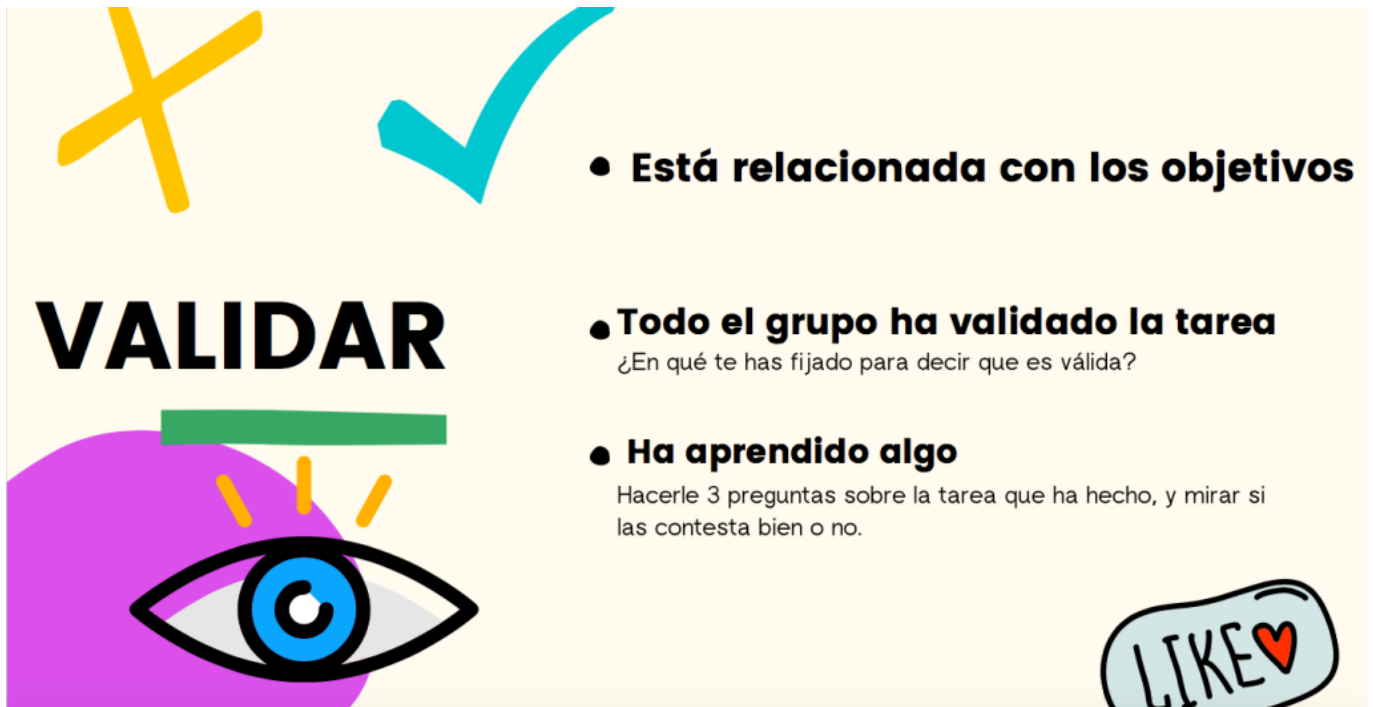 VALIDAR
Está relacionada con los objetivos
Todo el grupo ha validado la tarea
¿En qué te has fijado para decir que es válida?
Ha aprendido algo
Hacerle 3 preguntas sobre la tarea que ha hecho, y mirar si
las contesta bien o no.
LIKE